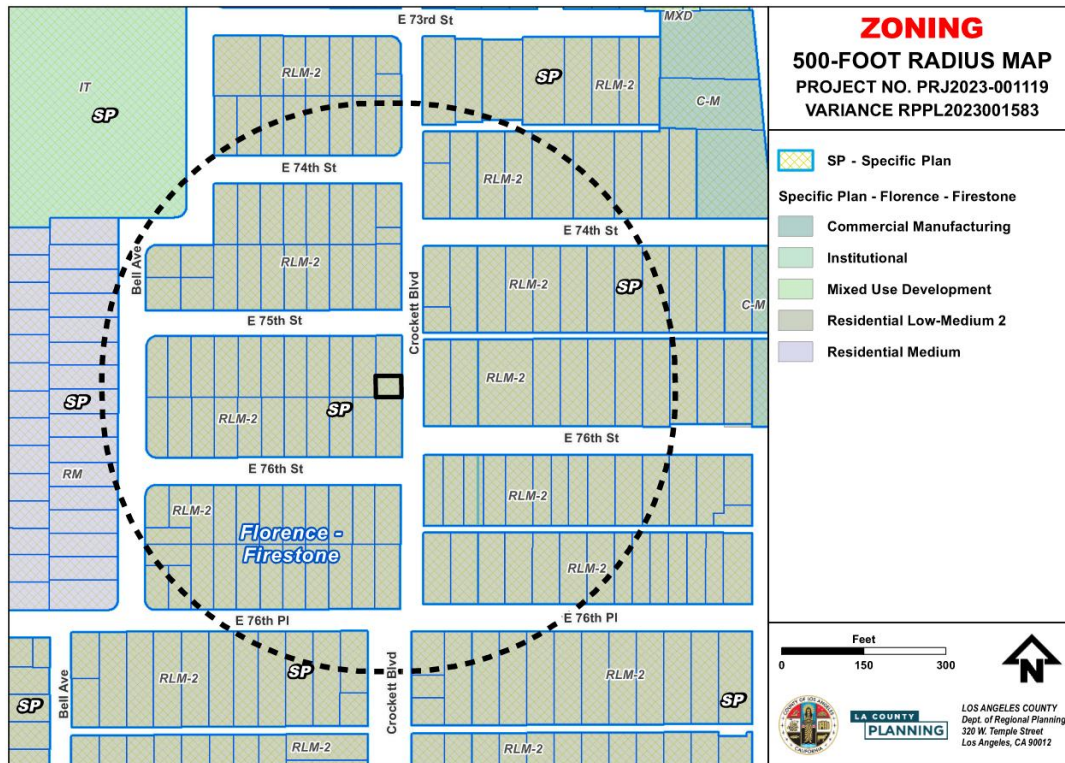 E 73rd St
MXD
IT
SP
RLM-2
SP
RLM-2
C-M
E 74th St
RLM-2
E 74th St
Bell Ave
RLM-2
Crockett Blvd
RLM-2
SP
C-M
E 75th St
SP
RM
RLM-2
SP
RLM-2
E 76th St
E 76th St
RLM-2
Florence -
Firestone
RLM-2
RLM-2
E 76th Pl
E 76th Pl
SP
Bell Ave
RLM-2
SP
Crockett Blvd
RLM-2
SP
RLM-2
RLM-2
ZONING
500-FOOT RADIUS MAP
PROJECT NO. PRJ2023-001119
VARIANCE RPPL2023001583
SP - Specific Plan
Specific Plan - Florence - Firestone
Commercial Manufacturing
Institutional
Mixed Use Development
Residential Low-Medium 2
Residential Medium
Feet
0 150 300
N
COUNTY OF LOS ANGELES
CALIFORNIA
LA COUNTY
PLANNING
LOS ANGELES COUNTY
Dept. of Regional Planning
320 W. Temple Street
Los Angeles, CA 90012